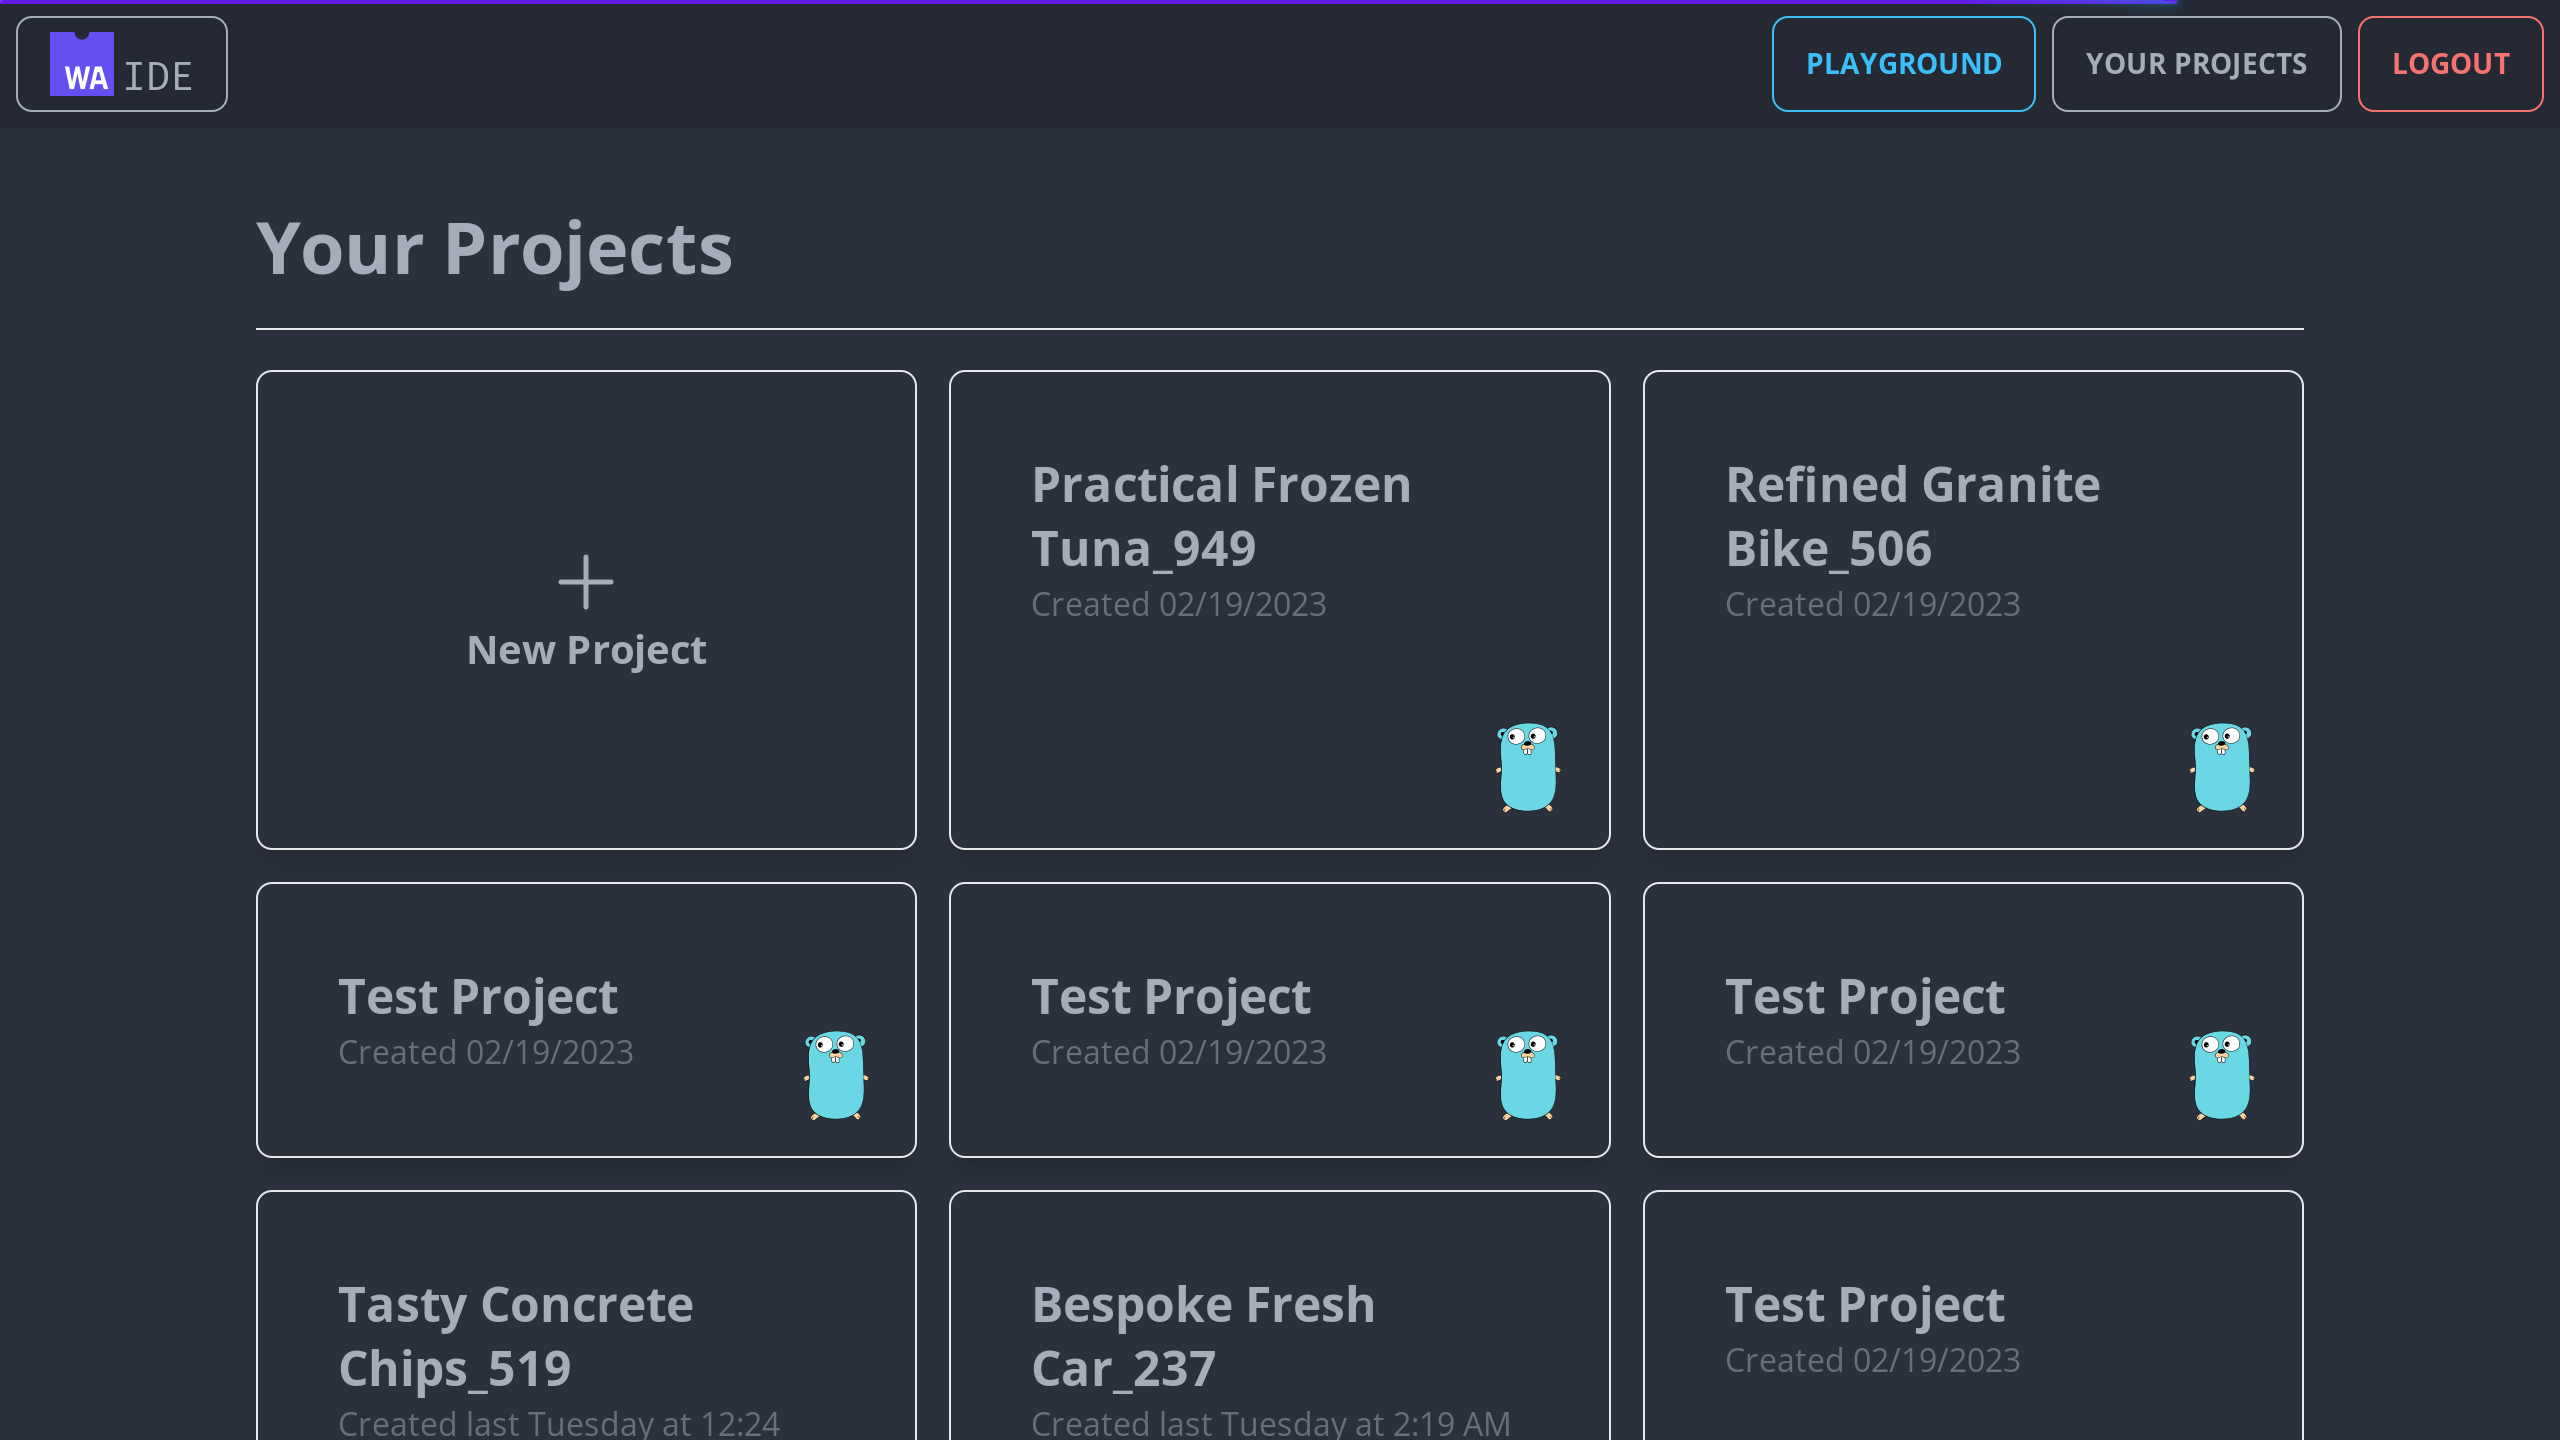 WA IDE
PLAYGROUND
YOUR PROJECTS
LOGOUT
Your Projects
New Project
Practical Frozen
Tuna_949
Created 02/19/2023
Refined Granite
Bike_506
Created 02/19/2023
Test Project
Created 02/19/2023
Test Project
Created 02/19/2023
Test Project
Created 02/19/2023
Tasty Concrete
Chips_519
Created last Tuesday at 12:24
Bespoke Fresh
Car_237
Created last Tuesday at 2:19 AM
Test Project
Created 02/19/2023